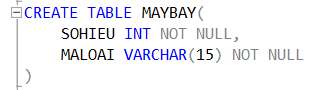 CREATE TABLE MAYBAY(
SOHIEU INT NOT NULL,
MALOAI VARCHAR(15) NOT NULL
)